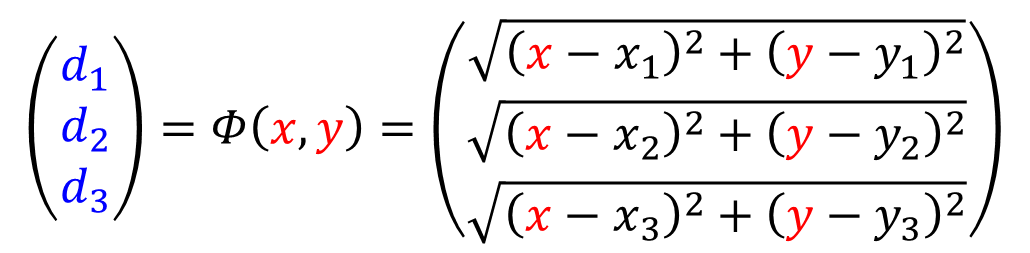 (d₁ d₂ d₃) = Φ(x, y) = (√((x − x₁)² + (y − y₁)²)
√((x − x₂)² + (y − y₂)²)
√((x − x₃)² + (y − y₃)²))